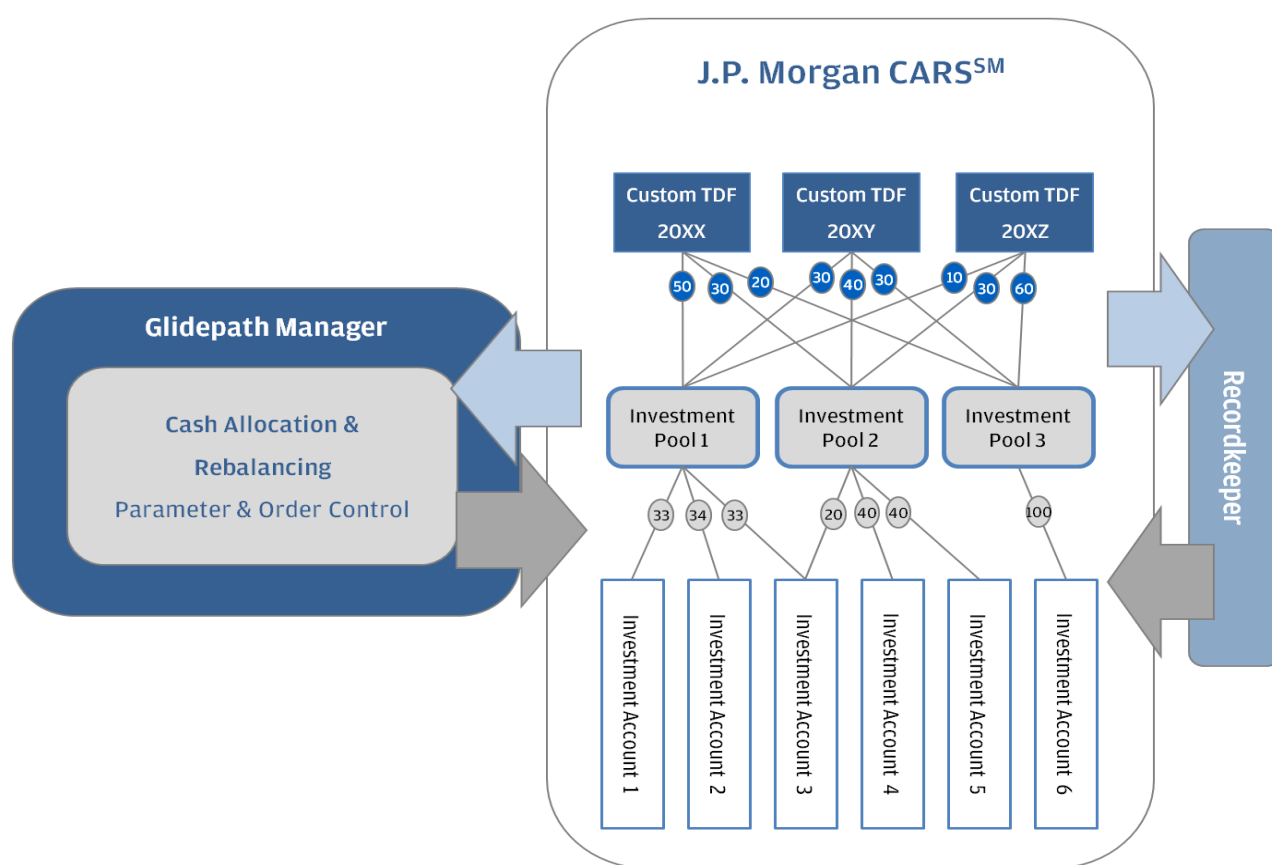 J.P. Morgan CARSSM
Custom TDF
20XX
Custom TDF
20XY
Custom TDF
20XZ
50
30
20
30
40
30
10
30
60
Glidepath Manager
Cash Allocation &
Rebalancing
Parameter & Order Control
Investment
Pool 1
Investment
Pool 2
Investment
Pool 3
Recordkeeper
33
34
33
20
40
40
100
Investment Account 1
Investment Account 2
Investment Account 3
Investment Account 4
Investment Account 5
Investment Account 6